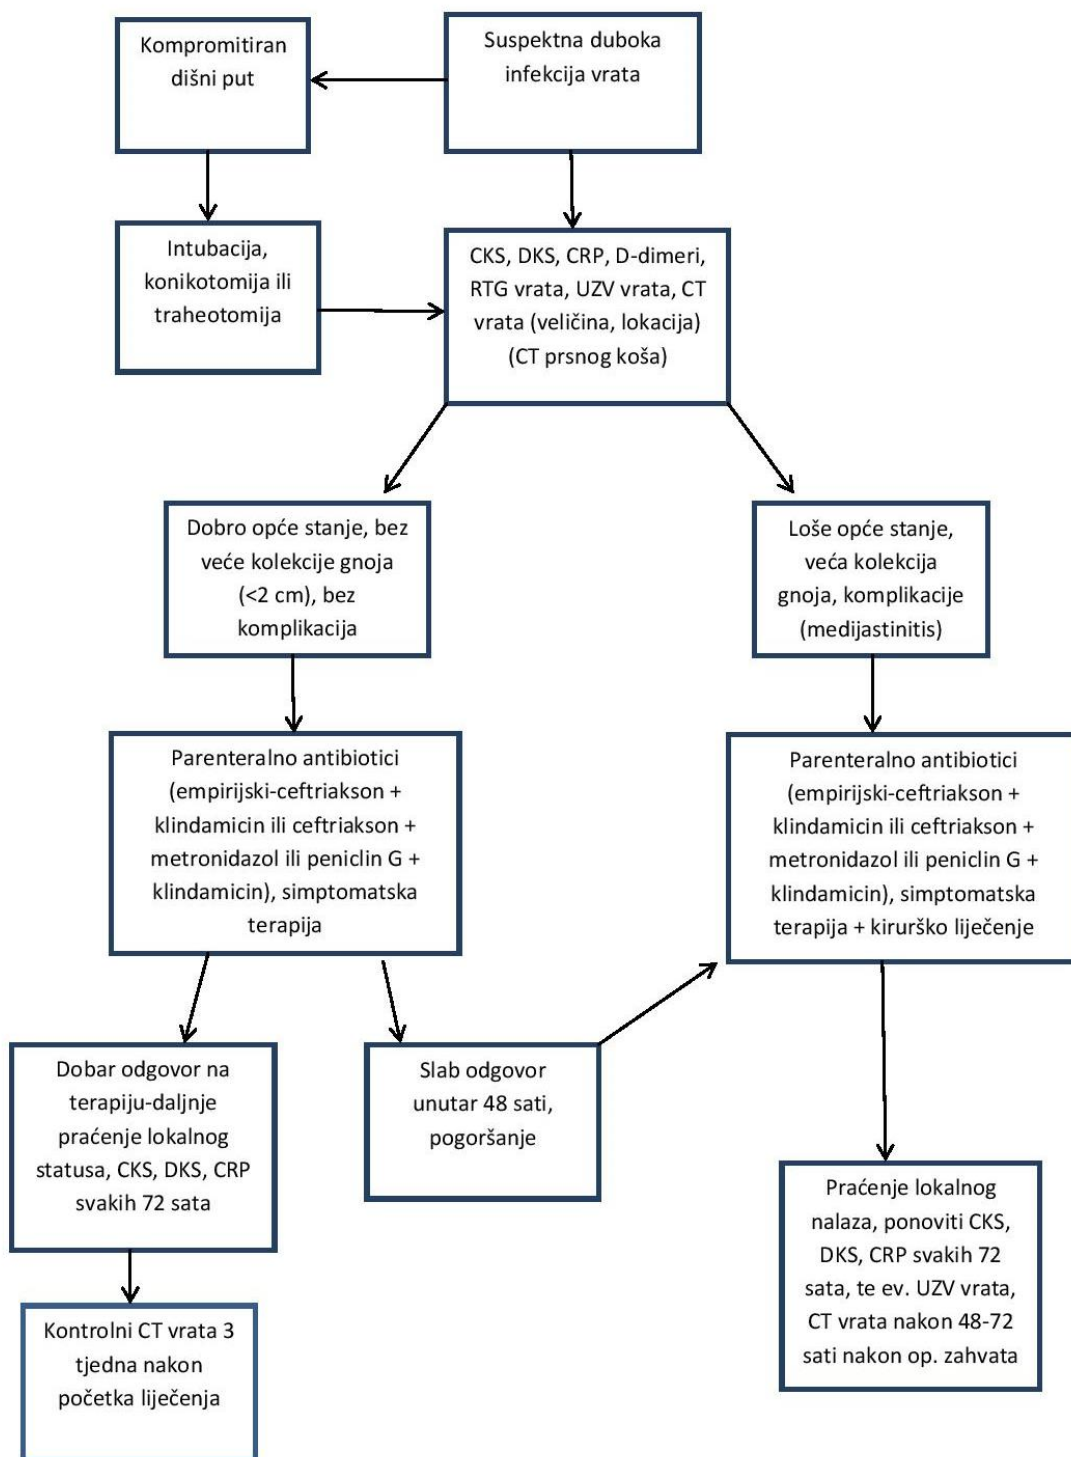 Kompromitiran
dišni put
Suspektna duboka
infekcija vrata
Intubacija,
konikotomija ili
traheotomija
CKS, DKS, CRP, D-dimeri,
RTG vrata, UZV vrata, CT
vrata (veličina, lokacija)
(CT prsnog koša)
Dobro opće stanje, bez
veće kolekcije gnoja
(<2 cm), bez
komplikacija
Loše opće stanje,
veća kolekcija
gnoja, komplikacije
(medijastinitis)
Parenteralno antibiotici
(empirijski-ceftriakson +
klindamicin ili ceftriakson +
metronidazol ili peniclin G +
klindamicin), simptomatska
terapija
Parenteralno antibiotici
(empirijski-ceftriakson +
klindamicin ili ceftriakson +
metronidazol ili peniclin G +
klindamicin), simptomatska
terapija + kirurško liječenje
Dobar odgovor na
terapiju-daljnje
praćenje lokalnog
statusa, CKS, DKS, CRP
svakih 72 sata
Slab odgovor
unutar 48 sati,
pogoršanje
Praćenje lokalnog
nalaza, ponoviti CKS,
DKS, CRP svakih 72
sata, te ev. UZV vrata,
CT vrata nakon 48-72
sati nakon op. zahvata
Kontrolni CT vrata 3
tjedna nakon
početka liječenja